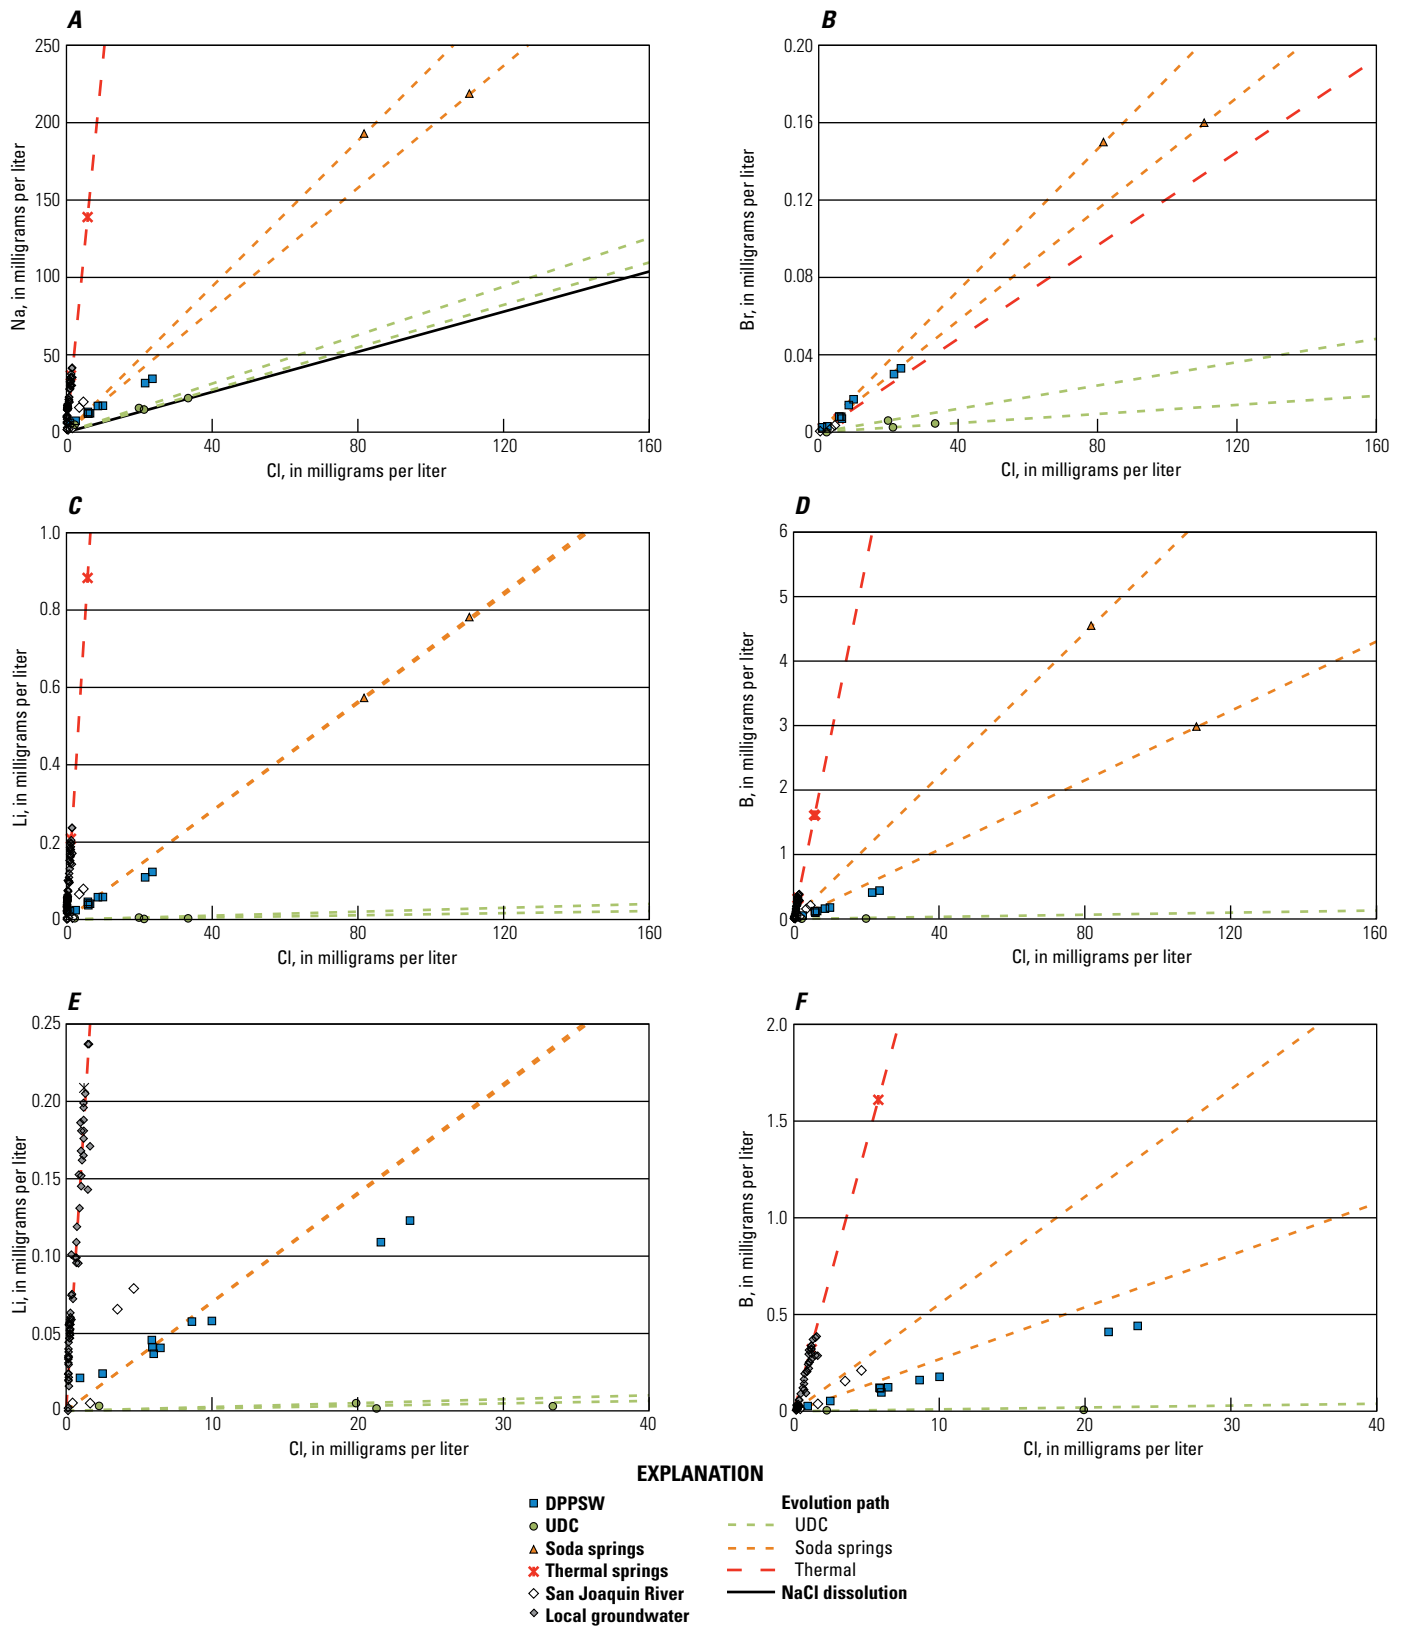 A
250
200
150
100
50
0
Na, in milligrams per liter
0 40 80 120 160
Cl, in milligrams per liter
B
0.20
0.16
0.12
0.08
0.04
0
Br, in milligrams per liter
0 40 80 120 160
Cl, in milligrams per liter
C
1.0
0.8
0.6
0.4
0.2
0
Li, in milligrams per liter
0 40 80 120 160
Cl, in milligrams per liter
D
6
5
4
3
2
1
0
B, in milligrams per liter
0 40 80 120 160
Cl, in milligrams per liter
E
0.25
0.20
0.15
0.10
0.05
0
Li, in milligrams per liter
0 10 20 30 40
Cl, in milligrams per liter
F
2.0
1.5
1.0
0.5
0
B, in milligrams per liter
0 10 20 30 40
Cl, in milligrams per liter
EXPLANATION
DPPSW
UDC
Soda springs
Thermal springs
San Joaquin River
Local groundwater
Evolution path
UDC
Soda springs
Thermal
NaCl dissolution